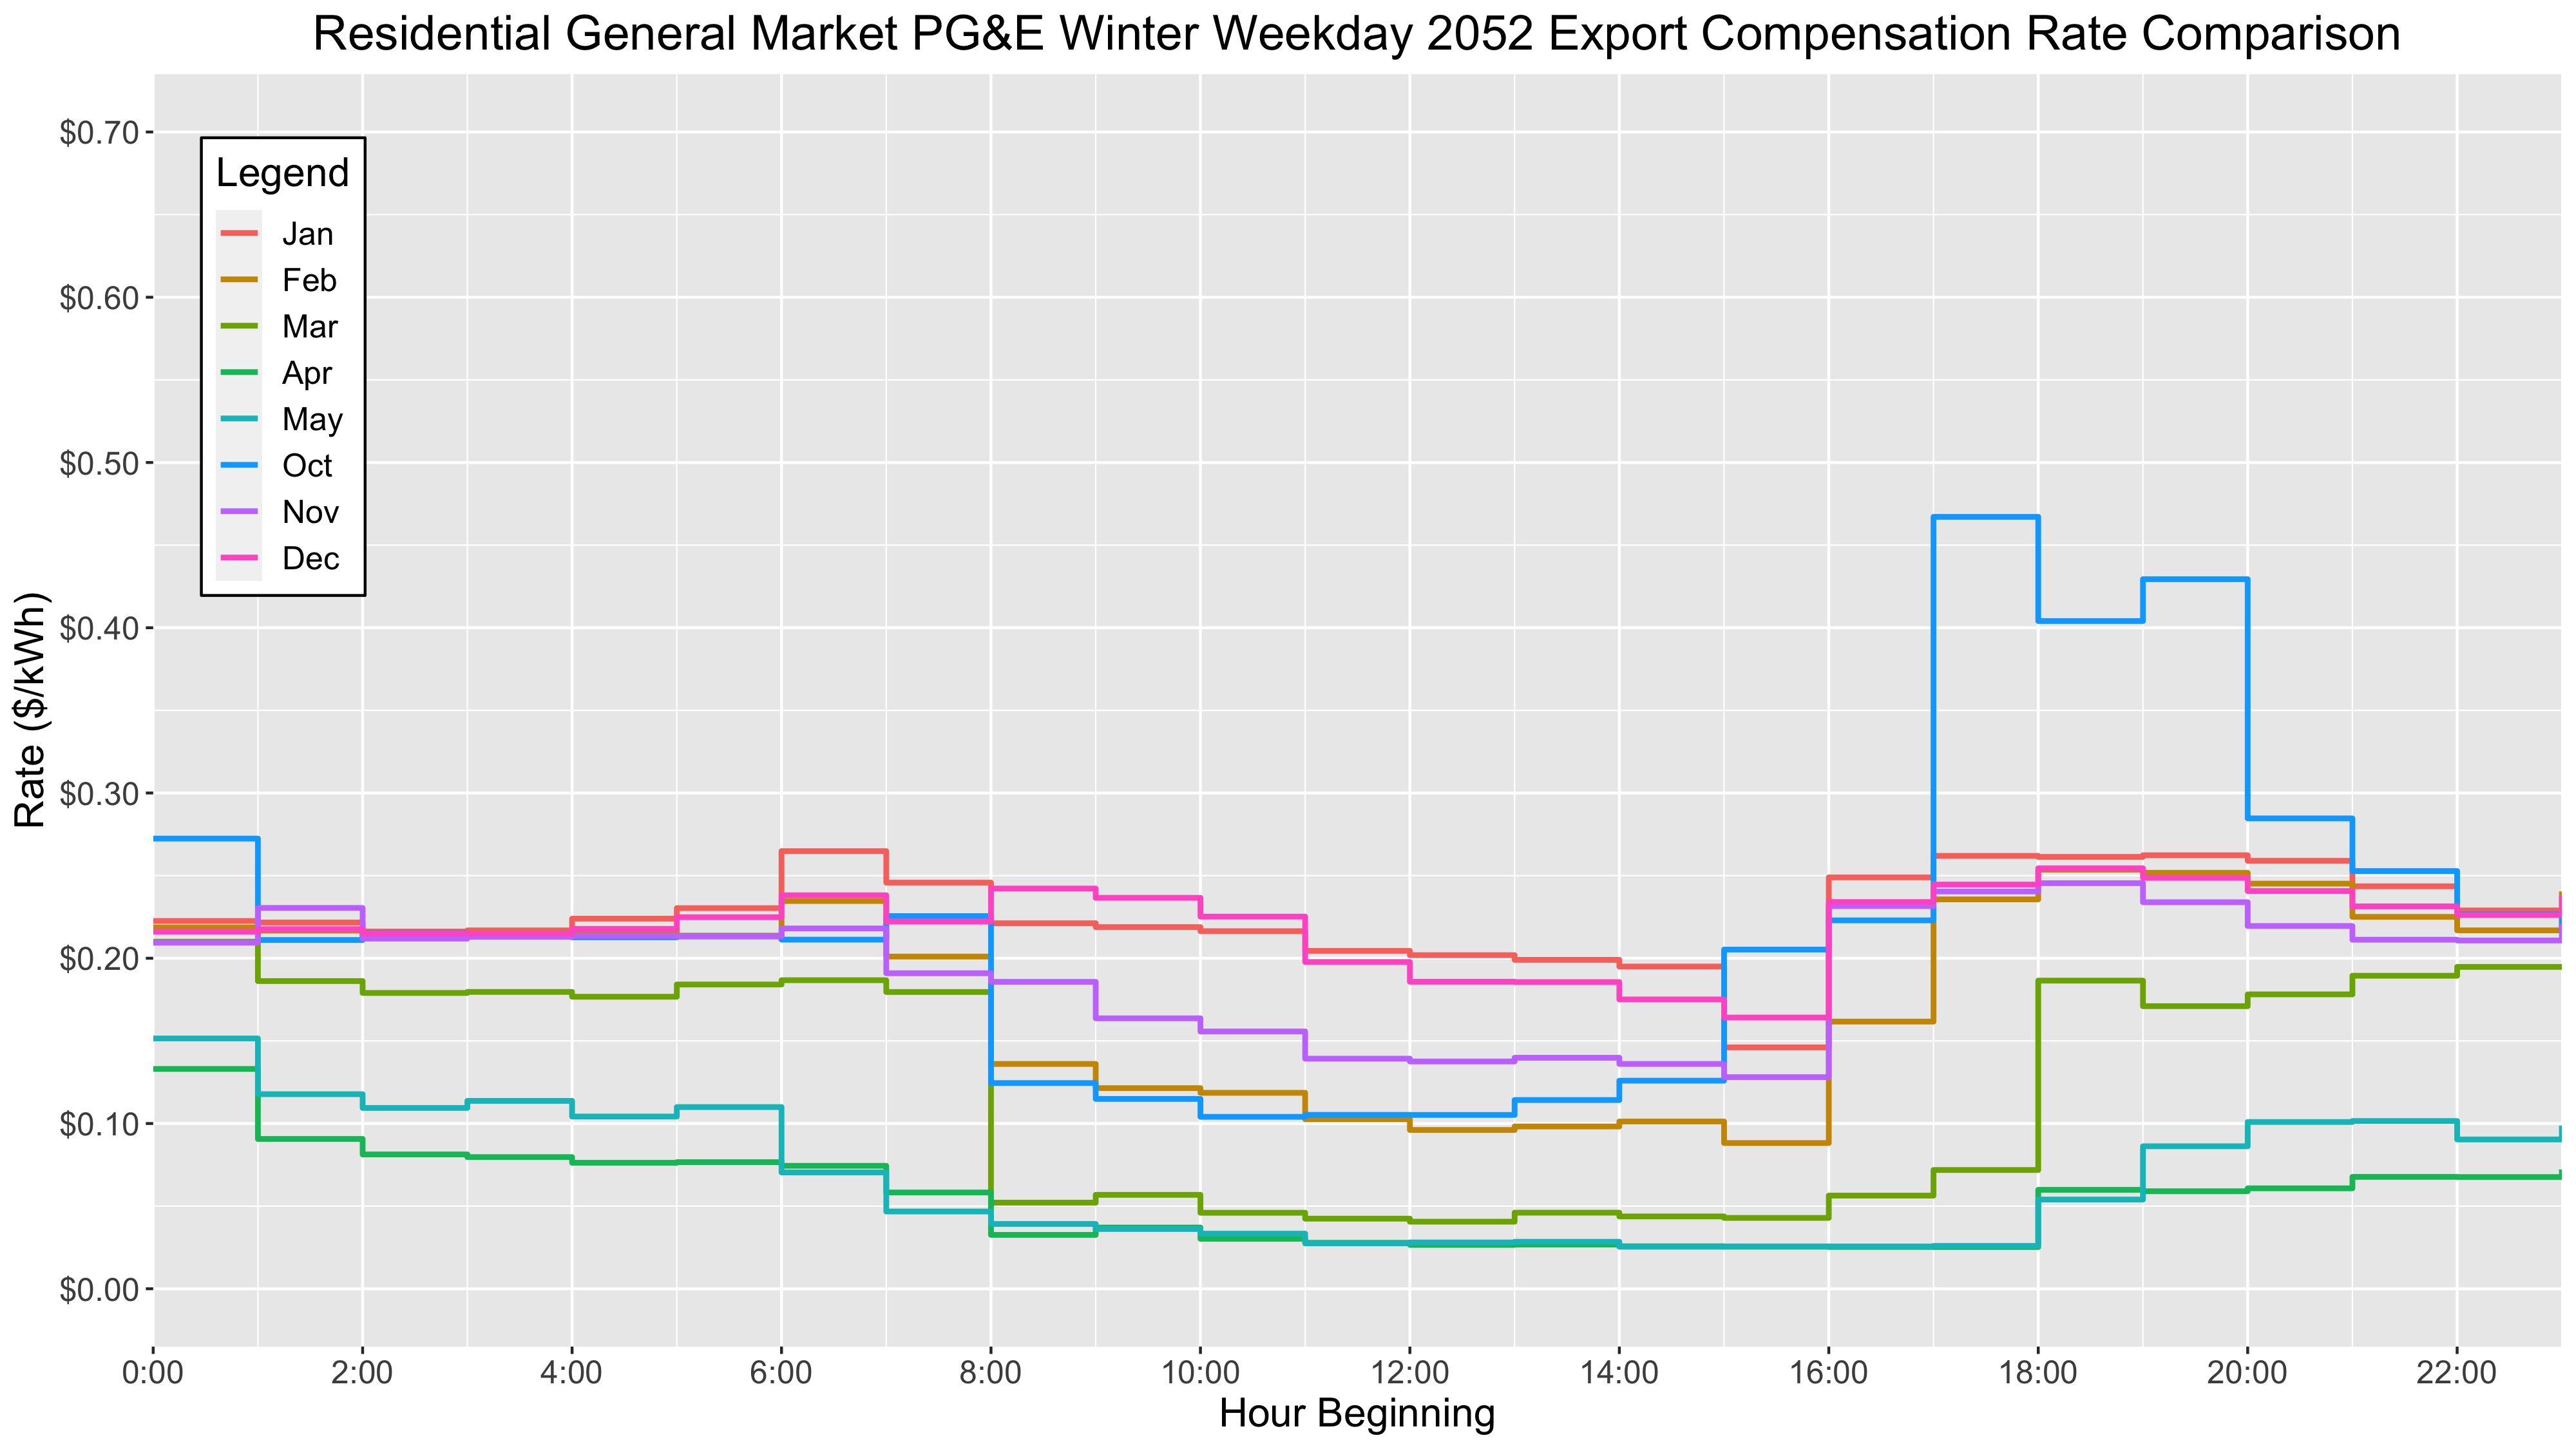 Residential General Market PG&E Winter Weekday 2052 Export Compensation Rate Comparison
$0.70
$0.60
$0.50
$0.40
$0.30
$0.20
$0.10
$0.00
Rate ($/kWh)
Legend
Jan
Feb
Mar
Apr
May
Oct
Nov
Dec
0:00 2:00 4:00 6:00 8:00 10:00 12:00 14:00 16:00 18:00 20:00 22:00
Hour Beginning